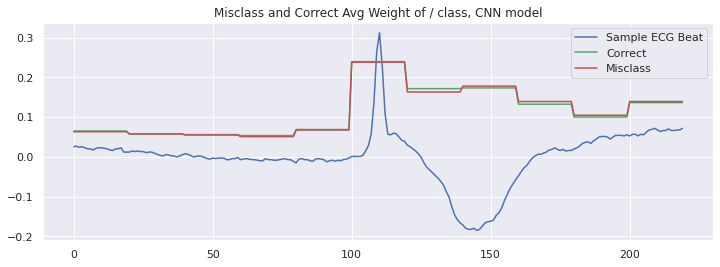 Misclass and Correct Avg Weight of / class, CNN model
Sample ECG Beat
Correct
Misclass
0.3
0.2
0.1
0.0
−0.1
−0.2
0
50
100
150
200